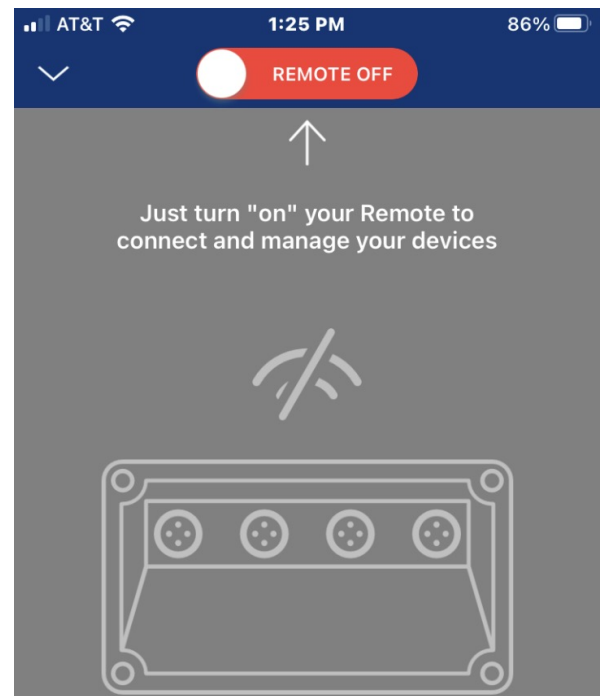 AT&T 1:25 PM 86%
REMOTE OFF
Just turn "on" your Remote to
connect and manage your devices